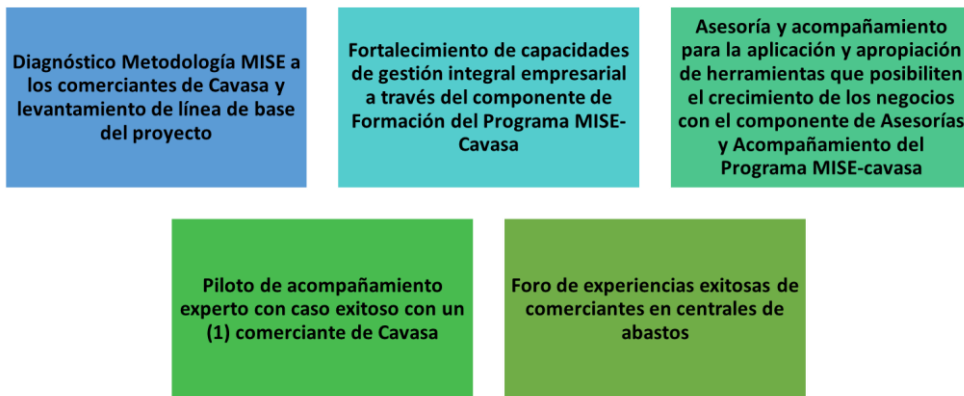 Diagnóstico Metodología MISE a
los comerciantes de Cavasa y
levantamiento de línea de base
del proyecto
Fortalecimiento de capacidades
de gestión integral empresarial
a través del componente de
Formación del Programa MISE-
Cavasa
Asesoría y acompañamiento
para la aplicación y apropiación
de herramientas que posibiliten
el crecimiento de los negocios
con el componente de Asesorías
y Acompañamiento del
Programa MISE-cavasa
Piloto de acompañamiento
experto con caso exitoso con un
(1) comerciante de Cavasa
Foro de experiencias exitosas de
comerciantes en centrales de
abastos